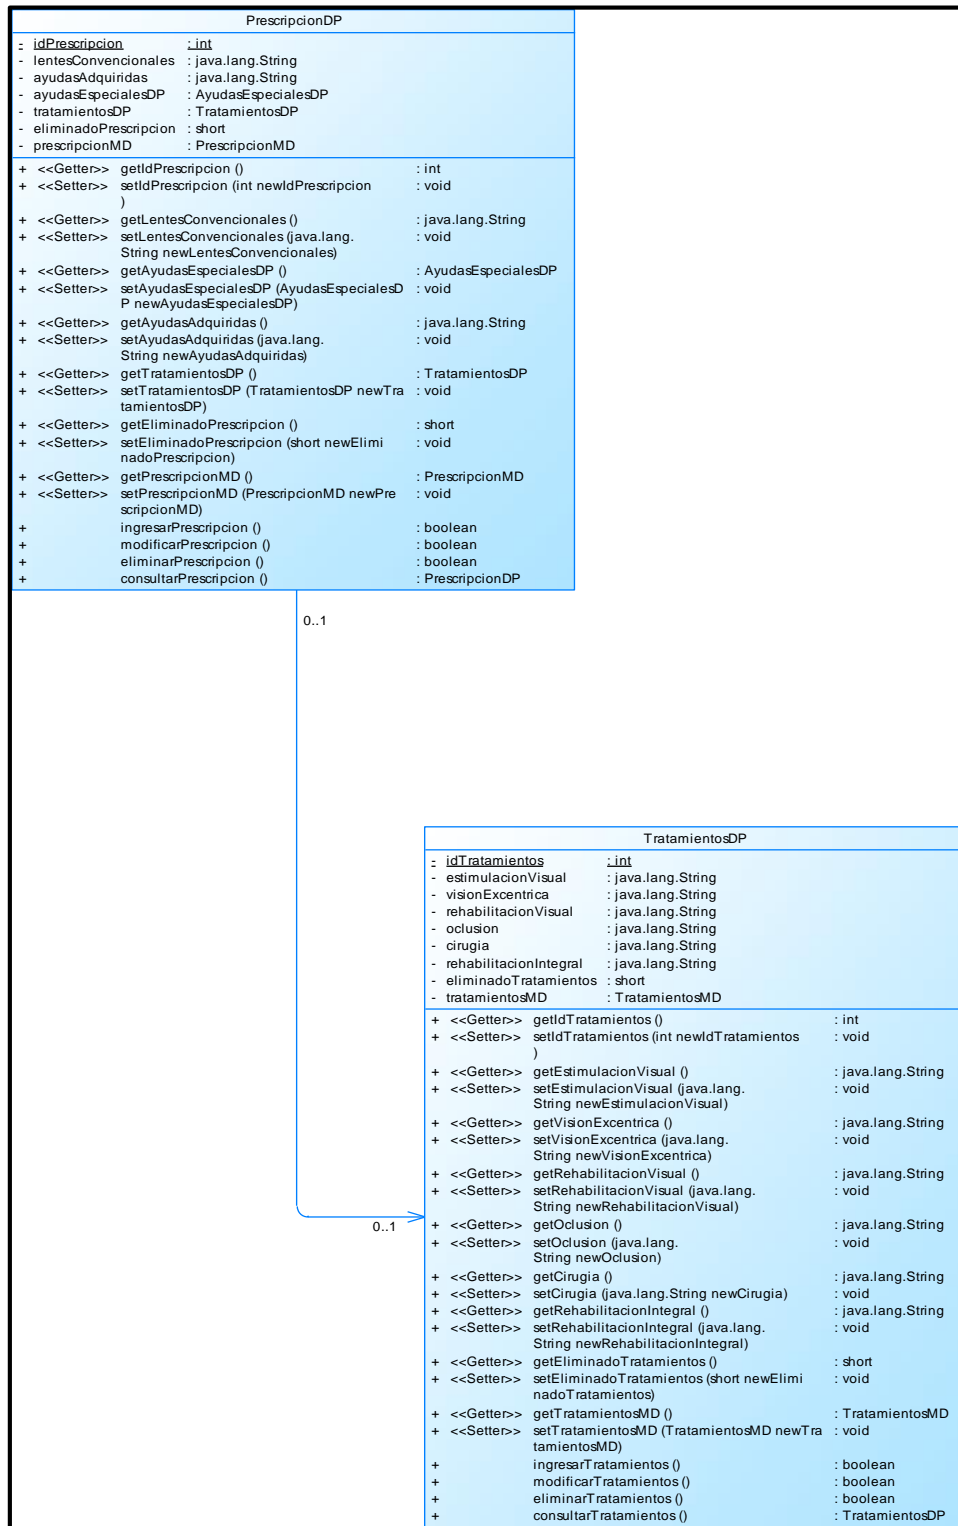 PrescripcionDP
- idPrescripcion : int
- lentesConvencionales : java.lang.String
- ayudasAdquiridas : java.lang.String
- ayudasEspecialesDP : AyudasEspecialesDP
- tratamientosDP : TratamientosDP
- eliminadoPrescripcion : short
- prescripcionMD : PrescripcionMD
+ <<Getter>> getIdPrescripcion () : int
+ <<Setter>> setIdPrescripcion (int newIdPrescripcion : void
)
+ <<Getter>> getLentesConvencionales () : java.lang.String
+ <<Setter>> setLentesConvencionales (java.lang. : void
String newLentesConvencionales)
+ <<Getter>> getAyudasEspecialesDP () : AyudasEspecialesDP
+ <<Setter>> setAyudasEspecialesDP (AyudasEspecialesD : void
P newAyudasEspecialesDP)
+ <<Getter>> getAyudasAdquiridas () : java.lang.String
+ <<Setter>> setAyudasAdquiridas (java.lang. : void
String newAyudasAdquiridas)
+ <<Getter>> getTratamientosDP () : TratamientosDP
+ <<Setter>> setTratamientosDP (TratamientosDP newTra : void
tamientosDP)
+ <<Getter>> getEliminadoPrescripcion () : short
+ <<Setter>> setEliminadoPrescripcion (short newElimi : void
nadoPrescripcion)
+ <<Getter>> getPrescripcionMD () : PrescripcionMD
+ <<Setter>> setPrescripcionMD (PrescripcionMD newPre : void
scripcionMD)
+ ingresarPrescripcion () : boolean
+ modificarPrescripcion () : boolean
+ eliminarPrescripcion () : boolean
+ consultarPrescripcion () : PrescripcionDP
0..1
0..1
TratamientosDP
- idTratamientos : int
- estimulacionVisual : java.lang.String
- visionExcentrica : java.lang.String
- rehabilitacionVisual : java.lang.String
- oclusion : java.lang.String
- cirugia : java.lang.String
- rehabilitacionIntegral : java.lang.String
- eliminadoTratamientos : short
- tratamientosMD : TratamientosMD
+ <<Getter>> getIdTratamientos () : int
+ <<Setter>> setIdTratamientos (int newIdTratamientos : void
)
+ <<Getter>> getEstimulacionVisual () : java.lang.String
+ <<Setter>> setEstimulacionVisual (java.lang. : void
String newEstimulacionVisual)
+ <<Getter>> getVisionExcentrica () : java.lang.String
+ <<Setter>> setVisionExcentrica (java.lang. : void
String newVisionExcentrica)
+ <<Getter>> getRehabilitacionVisual () : java.lang.String
+ <<Setter>> setRehabilitacionVisual (java.lang. : void
String newRehabilitacionVisual)
+ <<Getter>> getOclusion () : java.lang.String
+ <<Setter>> setOclusion (java.lang. : void
String newOclusion)
+ <<Getter>> getCirugia () : java.lang.String
+ <<Setter>> setCirugia (java.lang.String newCirugia) : void
+ <<Getter>> getRehabilitacionIntegral () : java.lang.String
+ <<Setter>> setRehabilitacionIntegral (java.lang. : void
String newRehabilitacionIntegral)
+ <<Getter>> getEliminadoTratamientos () : short
+ <<Setter>> setEliminadoTratamientos (short newElimi : void
nadoTratamientos)
+ <<Getter>> getTratamientosMD () : TratamientosMD
+ <<Setter>> setTratamientosMD (TratamientosMD newTra : void
tamientosMD)
+ ingresarTratamientos () : boolean
+ modificarTratamientos () : boolean
+ eliminarTratamientos () : boolean
+ consultarTratamientos () : TratamientosDP